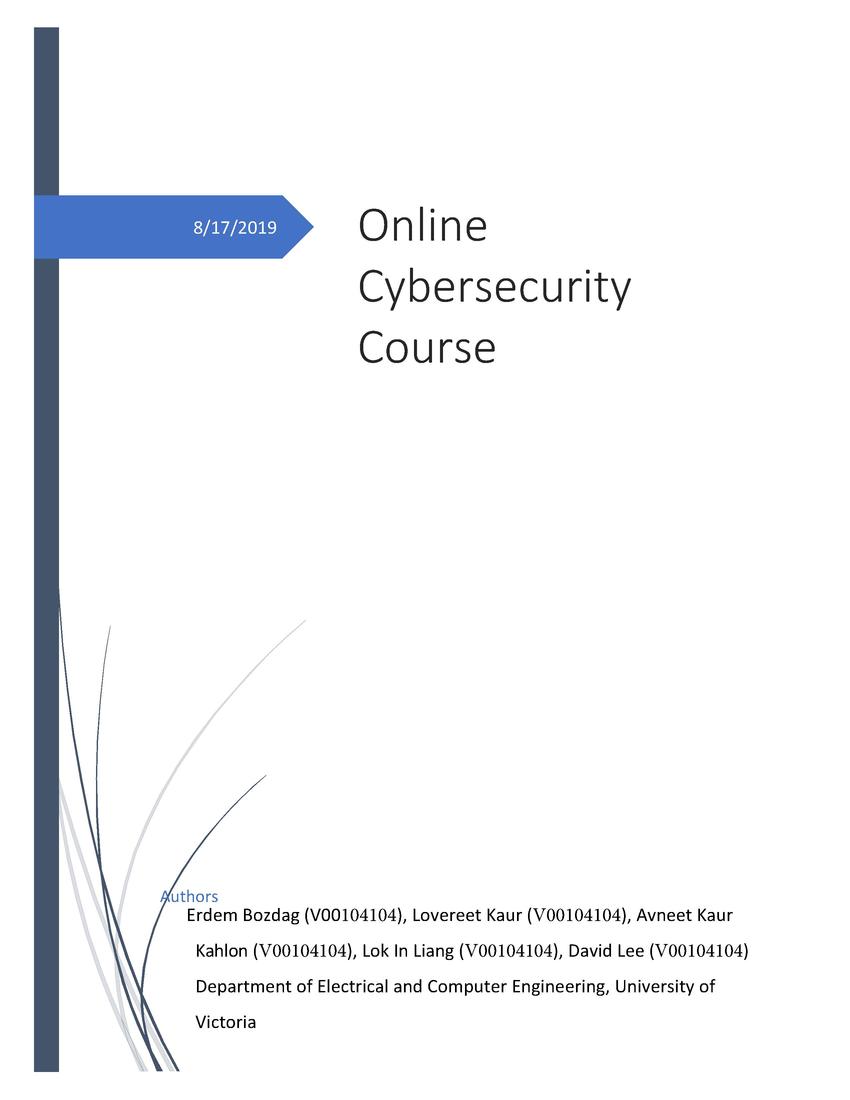 8/17/2019
Online
Cybersecurity
Course
Authors
Erdem Bozdag (V00104104), Lovereet Kaur (V00104104), Avneet Kaur
Kahlon (V00104104), Lok In Liang (V00104104), David Lee (V00104104)
Department of Electrical and Computer Engineering, University of
Victoria